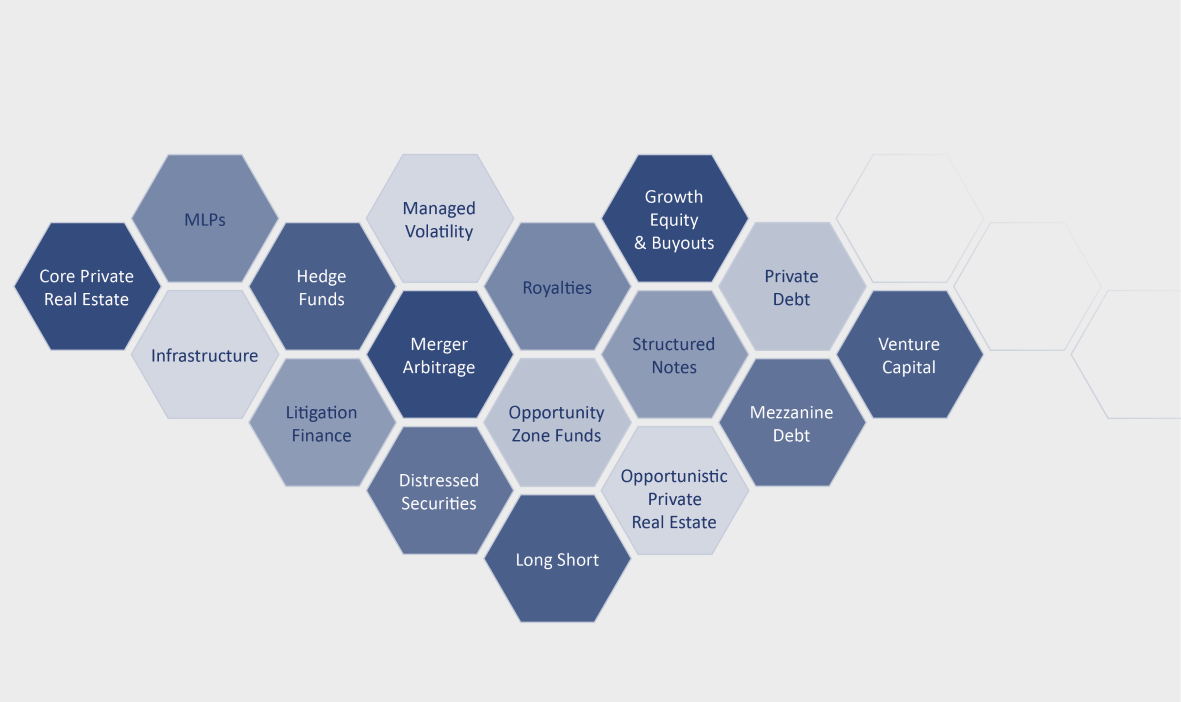 MLPs
Core Private
Real Estate
Infrastructure
Hedge
Funds
Litigation
Finance
Managed
Volatility
Merger
Arbitrage
Distressed
Securities
Royalties
Opportunity
Zone Funds
Long Short
Growth
Equity
& Buyouts
Structured
Notes
Opportunistic
Private
Real Estate
Private
Debt
Mezzanine
Debt
Venture
Capital